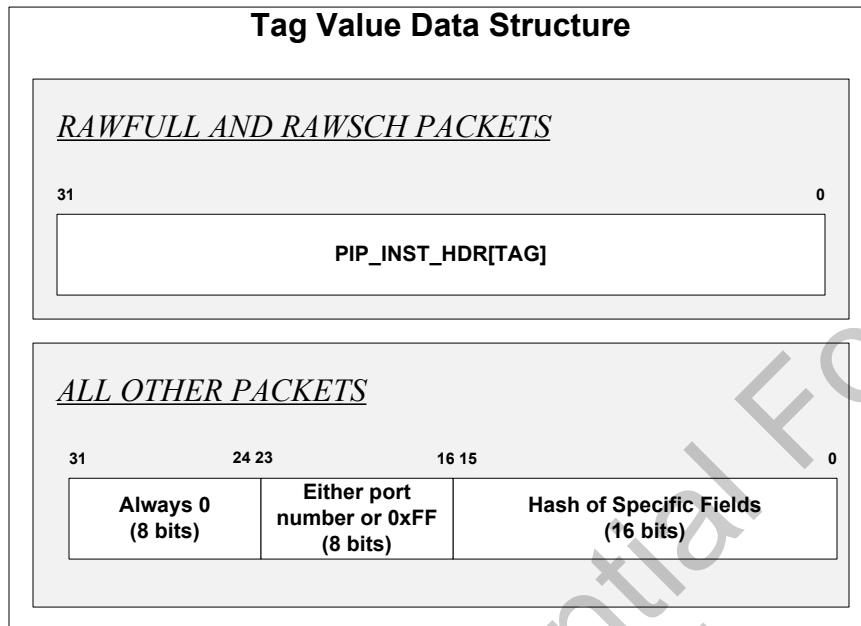 Tag Value Data Structure
RAWFULL AND RAWSCH PACKETS
31 0
PIP_INST_HDR[TAG]
ALL OTHER PACKETS
31 24 23 16 15 0
Always 0
(8 bits)
Either port
number or 0xFF
(8 bits)
Hash of Specific Fields
(16 bits)
ntial Fo